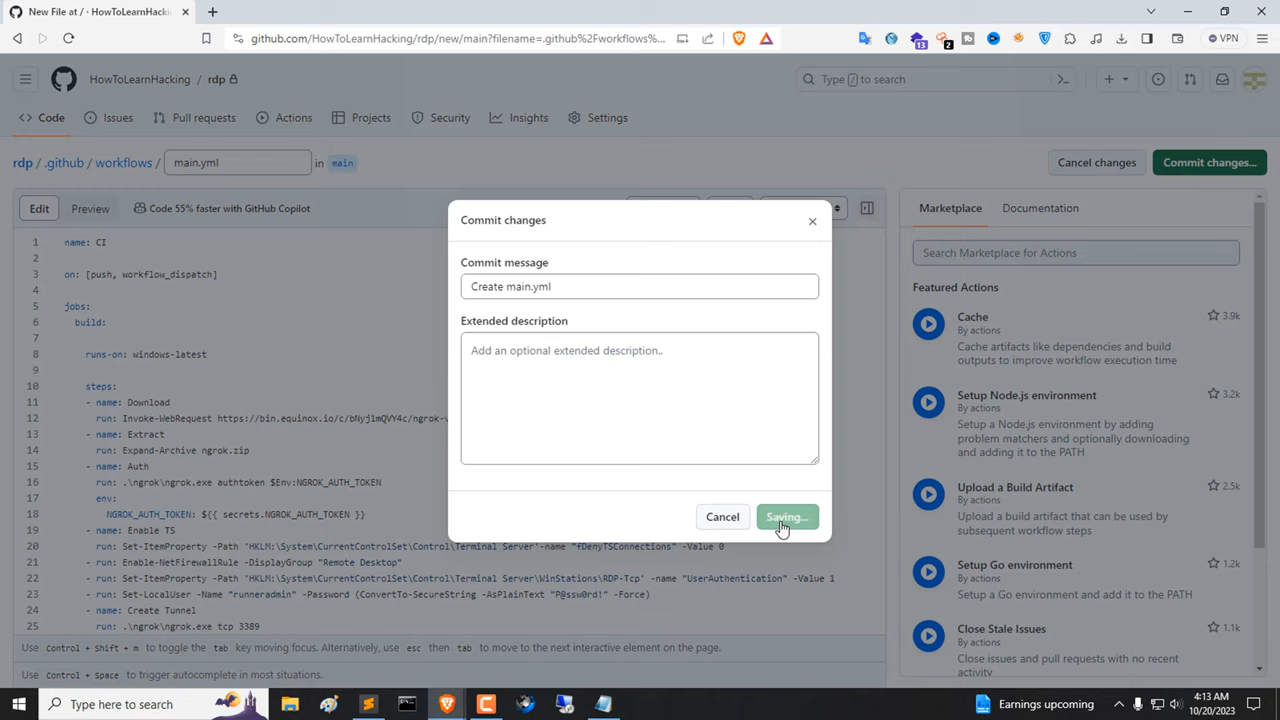 New File at / · HowToLearnHacking
github.com/HowToLearnHacking/rdp/new/main?filename=.github%2Fworkflows%...
13
2
VPN
HowToLearnHacking / rdp
Type / to search
Code
Issues
Pull requests
Actions
Projects
Security
Insights
Settings
rdp / .github / workflows / main.yml in main
Cancel changes
Commit changes...
Edit
Preview
Code 55% faster with GitHub Copilot
1 name: CI
2
3 on: [push, workflow_dispatch]
4
5 jobs:
6 build:
7
8 runs-on: windows-latest
9
10 steps:
11 - name: Download
12 run: Invoke-WebRequest https://bin.equinox.io/c/bNyj1mQVY4c/ngrok-v
13 - name: Extract
14 run: Expand-Archive ngrok.zip
15 - name: Auth
16 run: .\ngrok\ngrok.exe authtoken $Env:NGROK_AUTH_TOKEN
17 env:
18 NGROK_AUTH_TOKEN: ${{ secrets.NGROK_AUTH_TOKEN }}
19 - name: Enable TS
20 run: Set-ItemProperty -Path 'HKLM:\System\CurrentControlSet\Control\Terminal Server'-name "fDenyTSConnections" -Value 0
21 - run: Enable-NetFirewallRule -DisplayGroup "Remote Desktop"
22 - run: Set-ItemProperty -Path 'HKLM:\System\CurrentControlSet\Control\Terminal Server\WinStations\RDP-Tcp' -name "UserAuthentication" -Value 1
23 - run: Set-LocalUser -Name "runneradmin" -Password (ConvertTo-SecureString -AsPlainText "P@ssw0rd!" -Force)
24 - name: Create Tunnel
25 run: .\ngrok\ngrok.exe tcp 3389
Use Control + Shift + m to toggle the tab key moving focus. Alternatively, use esc then tab to move to the next interactive element on the page.
Use Control + Space to trigger autocomplete in most situations.
Commit changes
Commit message
Create main.yml
Extended description
Add an optional extended description..
Cancel
Saving...
Marketplace
Documentation
Search Marketplace for Actions
Featured Actions
Cache
3.9k
By actions
Cache artifacts like dependencies and build
outputs to improve workflow execution time
Setup Node.js environment
3.2k
By actions
Setup a Node.js environment by adding
problem matchers and optionally downloading
and adding it to the PATH
Upload a Build Artifact
2.5k
By actions
Upload a build artifact that can be used by
subsequent workflow steps
Setup Go environment
1.2k
By actions
Setup a Go environment and add it to the PATH
Close Stale Issues
1.1k
By actions
Close issues and pull requests with no recent
activity
Type here to search
Earnings upcoming
4:13 AM
10/20/2023